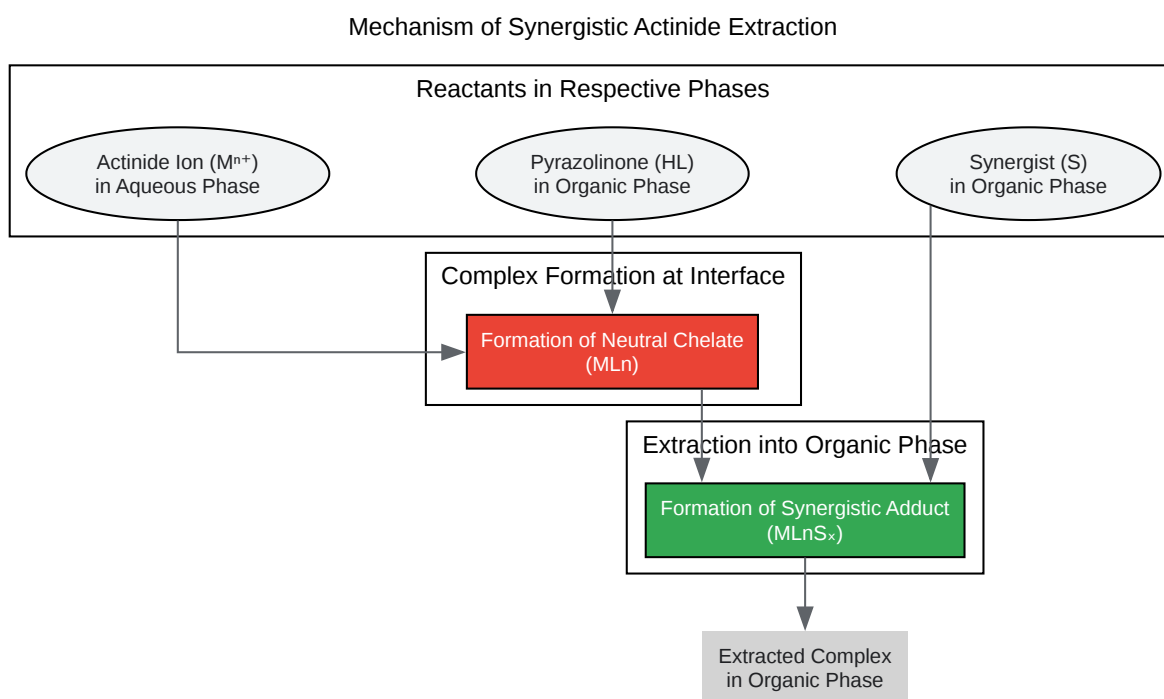 Mechanism of Synergistic Actinide Extraction
Reactants in Respective Phases
Actinide Ion (Mⁿ⁺)
in Aqueous Phase
Pyrazolinone (HL)
in Organic Phase
Synergist (S)
in Organic Phase
Complex Formation at Interface
Formation of Neutral Chelate
(MLn)
Extraction into Organic Phase
Formation of Synergistic Adduct
(MLnSₓ)
Extracted Complex
in Organic Phase